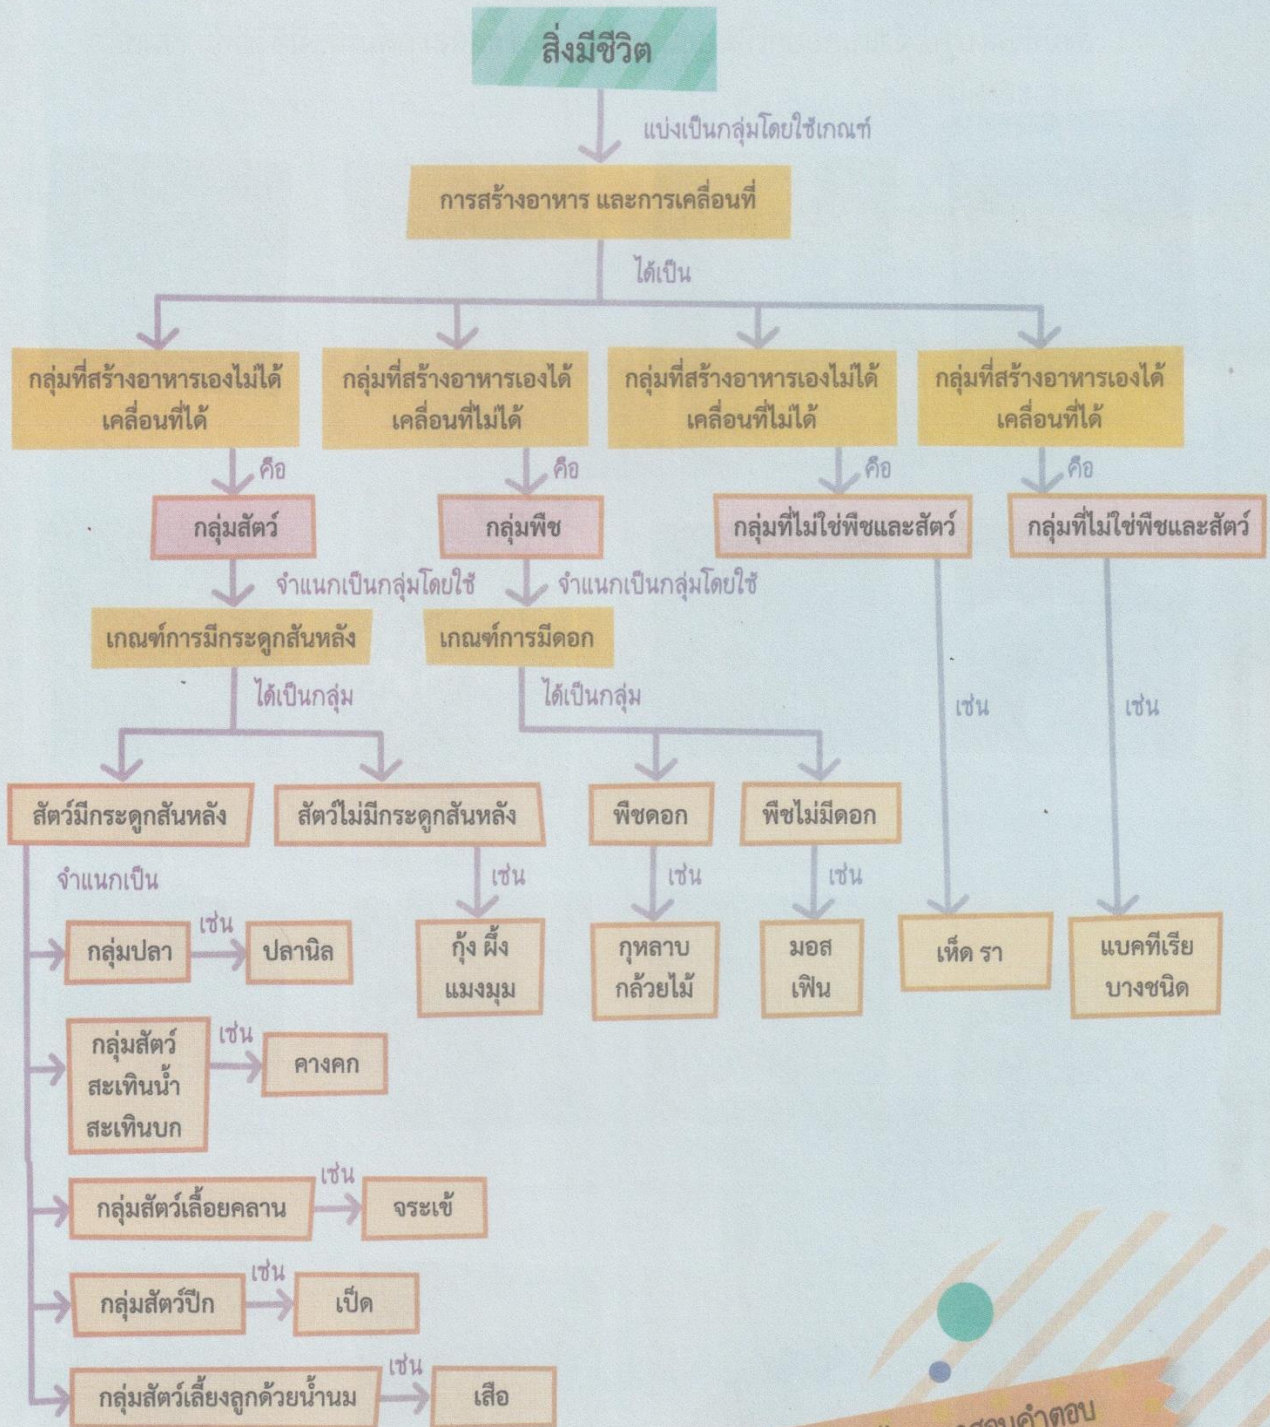 สิ่งมีชีวิต
แบ่งเป็นกลุ่มโดยใช้เกณฑ์
การสร้างอาหาร และการเคลื่อนที่
ได้เป็น
กลุ่มที่สร้างอาหารเองไม่ได้
เคลื่อนที่ได้
กลุ่มที่สร้างอาหารเองได้
เคลื่อนที่ไม่ได้
กลุ่มที่สร้างอาหารเองไม่ได้
เคลื่อนที่ไม่ได้
กลุ่มที่สร้างอาหารเองได้
เคลื่อนที่ได้
คือ
คือ
คือ
คือ
กลุ่มสัตว์
กลุ่มพืช
กลุ่มที่ไม่ใช่พืชและสัตว์
กลุ่มที่ไม่ใช่พืชและสัตว์
จำแนกเป็นกลุ่มโดยใช้
จำแนกเป็นกลุ่มโดยใช้
เกณฑ์การมีกระดูกสันหลัง
เกณฑ์การมีดอก
ได้เป็นกลุ่ม
ได้เป็นกลุ่ม
เช่น
เช่น
สัตว์มีกระดูกสันหลัง
สัตว์ไม่มีกระดูกสันหลัง
พืชดอก
พืชไม่มีดอก
จำแนกเป็น
เช่น
เช่น
เช่น
กุ้ง ผึ้ง
แมงมุม
กุหลาบ
กล้วยไม้
มอส
เฟิน
เห็ด รา
แบคทีเรีย
บางชนิด
กลุ่มปลา
เช่น
ปลานิล
กลุ่มสัตว์
สะเทินน้ำ
สะเทินบก
เช่น
คางคก
กลุ่มสัตว์เลื้อยคลาน
เช่น
จระเข้
กลุ่มสัตว์ปีก
เช่น
เป็ด
กลุ่มสัตว์เลี้ยงลูกด้วยน้ำนม
เช่น
เสือ
คำตอบ